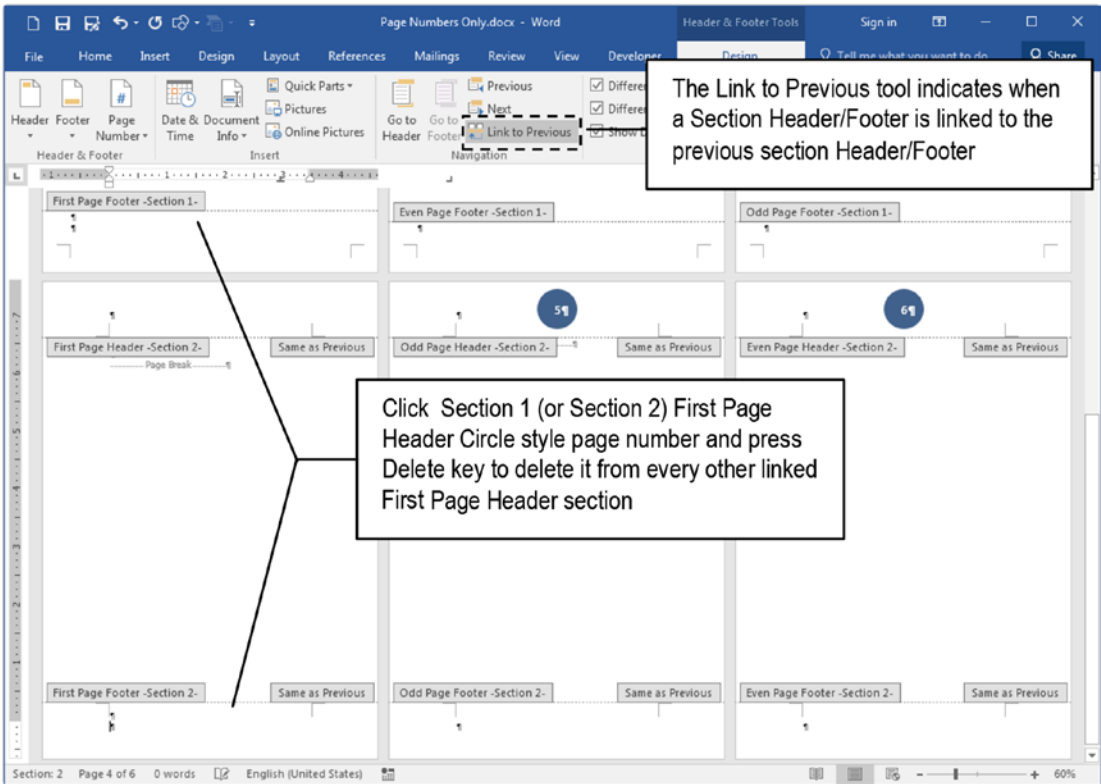 Page Numbers Only.docx - Word
Header & Footer Tools
Sign in
File Home Insert Design Layout References Mailings Review View Developer Design Tell me what you want to do Share
Header Footer Page Number
Date & Time Document Info
Quick Parts
Pictures
Online Pictures
Go to Header Go to Footer
Previous
Next
Link to Previous
Differe
Differe
Show D
Header & Footer Insert Navigation
The Link to Previous tool indicates when
a Section Header/Footer is linked to the
previous section Header/Footer
First Page Footer -Section 1-
Even Page Footer -Section 1-
Odd Page Footer -Section 1-
5¶
6¶
First Page Header -Section 2- Same as Previous
Odd Page Header -Section 2- Same as Previous
Even Page Header -Section 2- Same as Previous
Page Break
Click Section 1 (or Section 2) First Page
Header Circle style page number and press
Delete key to delete it from every other linked
First Page Header section
First Page Footer -Section 2- Same as Previous
Odd Page Footer -Section 2- Same as Previous
Even Page Footer -Section 2- Same as Previous
Section: 2 Page 4 of 6 0 words English (United States) 60%